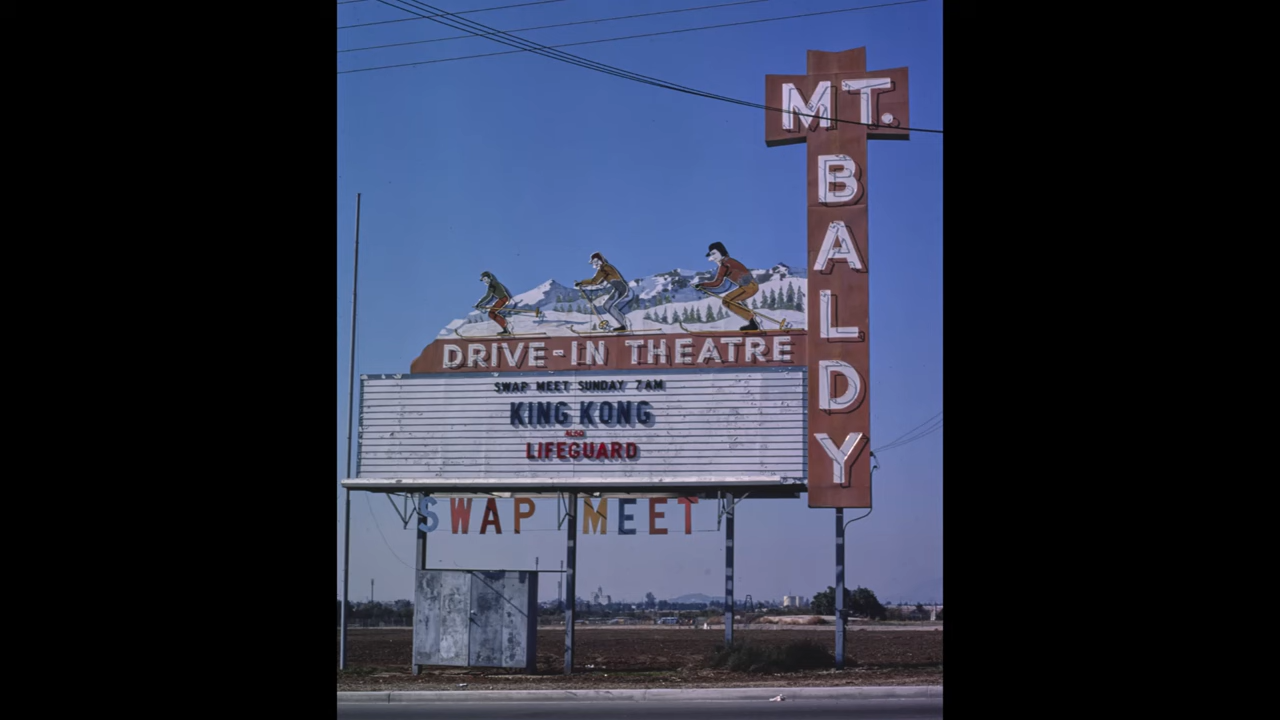 MT.
BALDY
DRIVE-IN THEATRE
SWAP MEET SUNDAY 7AM
KING KONG
ALSO
LIFEGUARD
SWAP MEET